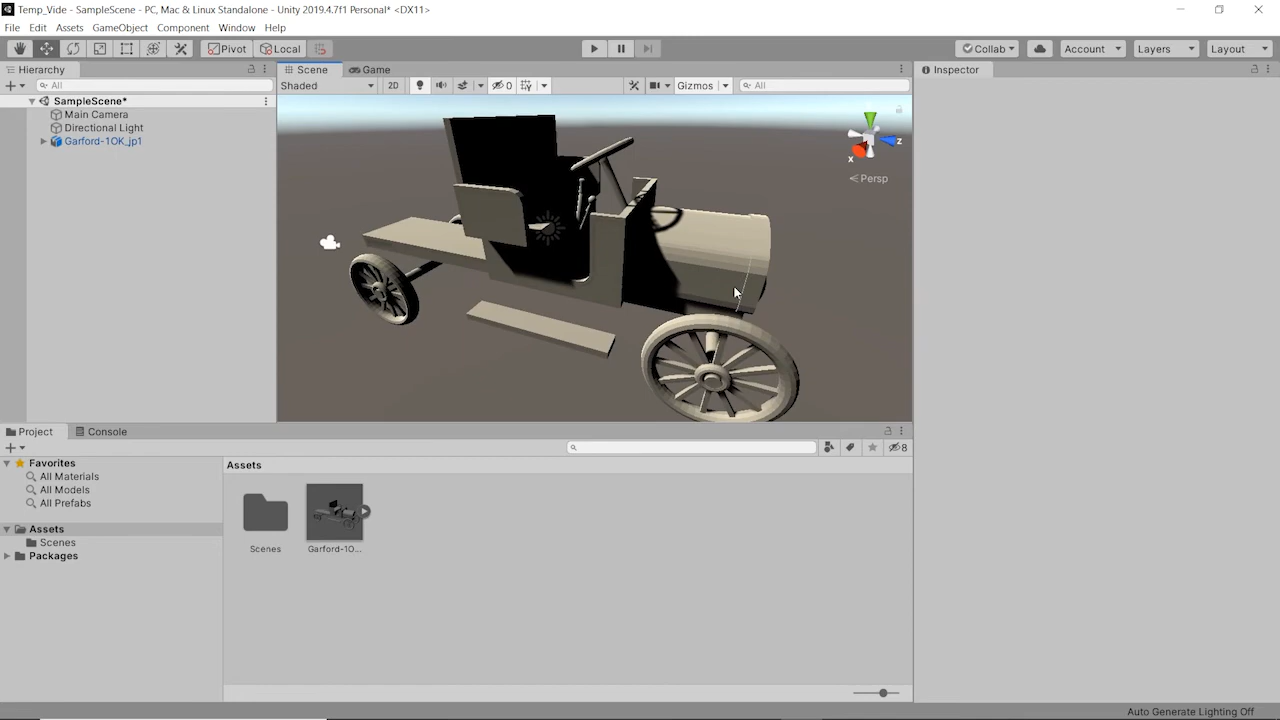 Temp_Vide - SampleScene - PC, Mac & Linux Standalone - Unity 2019.4.7f1 Personal* <DX11>
File Edit Assets GameObject Component Window Help
Pivot Local Collab Account Layers Layout
Hierarchy
All
SampleScene*
Main Camera
Directional Light
Garford-1OK_jp1
Scene Game
Shaded 2D 0 Gizmos All
x z
Persp
Inspector
Project Console
8
Favorites
All Materials
All Models
All Prefabs
Assets
Scenes
Packages
Assets
Scenes Garford-1O...
Auto Generate Lighting Off